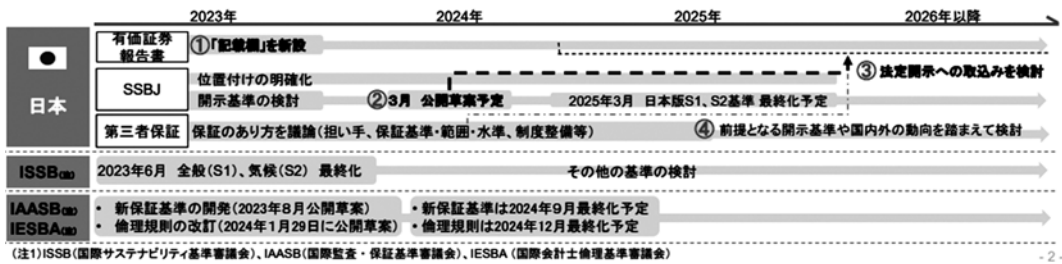 2023年 2024年 2025年 2026年以降
日本
有価証券
報告書
①「記載欄」を新設
SSBJ
位置付けの明確化
開示基準の検討
②3月 公開草案予定
2025年3月 日本版S1、S2基準 最終化予定
③法定開示への取込みを検討
第三者保証
保証のあり方を議論(担い手、保証基準・範囲・水準、制度整備等)
④前提となる開示基準や国内外の動向を踏まえて検討
ISSB
2023年6月 全般(S1)、気候(S2) 最終化
その他の基準の検討
IAASB
IESBA
・ 新保証基準の開発(2023年8月公開草案)
・ 倫理規則の改訂(2024年1月29日に公開草案)
・新保証基準は2024年9月最終化予定
・倫理規則は2024年12月最終化予定
(注1)ISSB(国際サステナビリティ基準審議会)、IAASB(国際監査・保証基準審議会)、IESBA (国際会計士倫理基準審議会)
- 2 -